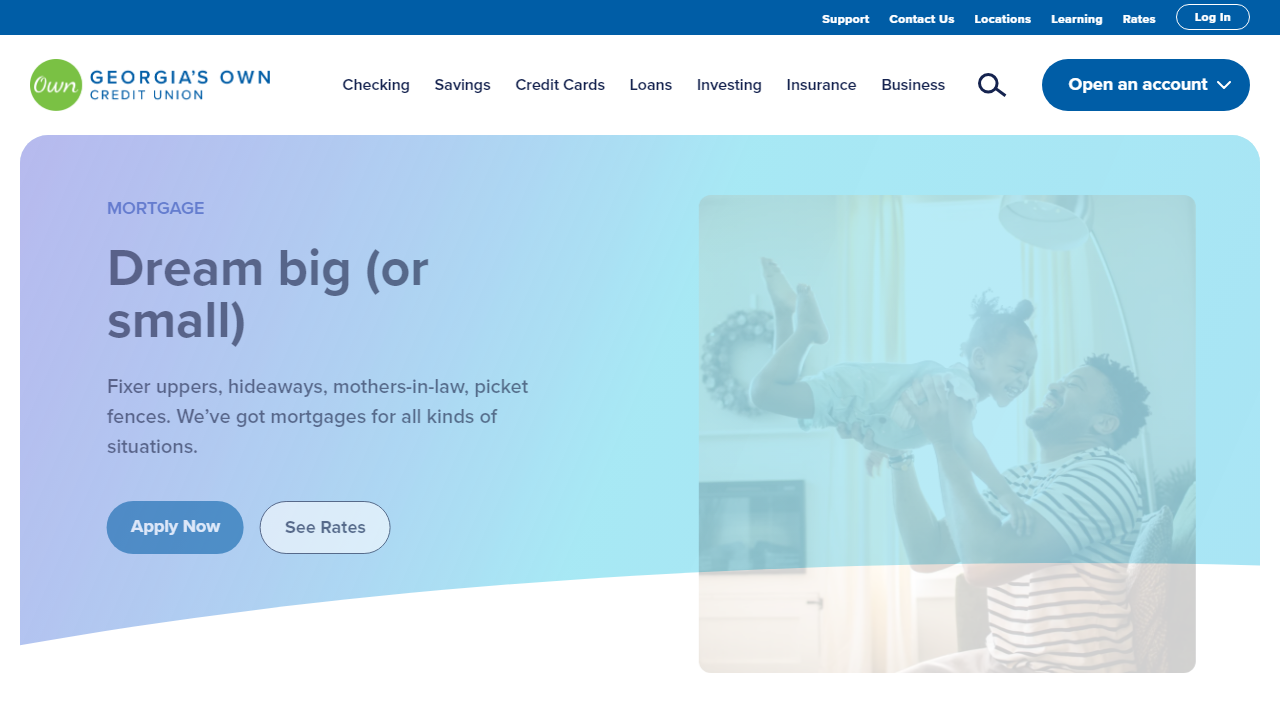 Support Contact Us Locations Learning Rates Log In
Own GEORGIA'S OWN
CREDIT UNION
Checking Savings Credit Cards Loans Investing Insurance Business Open an account
MORTGAGE
Dream big (or
small)
Fixer uppers, hideaways, mothers-in-law, picket
fences. We’ve got mortgages for all kinds of
situations.
Apply Now See Rates